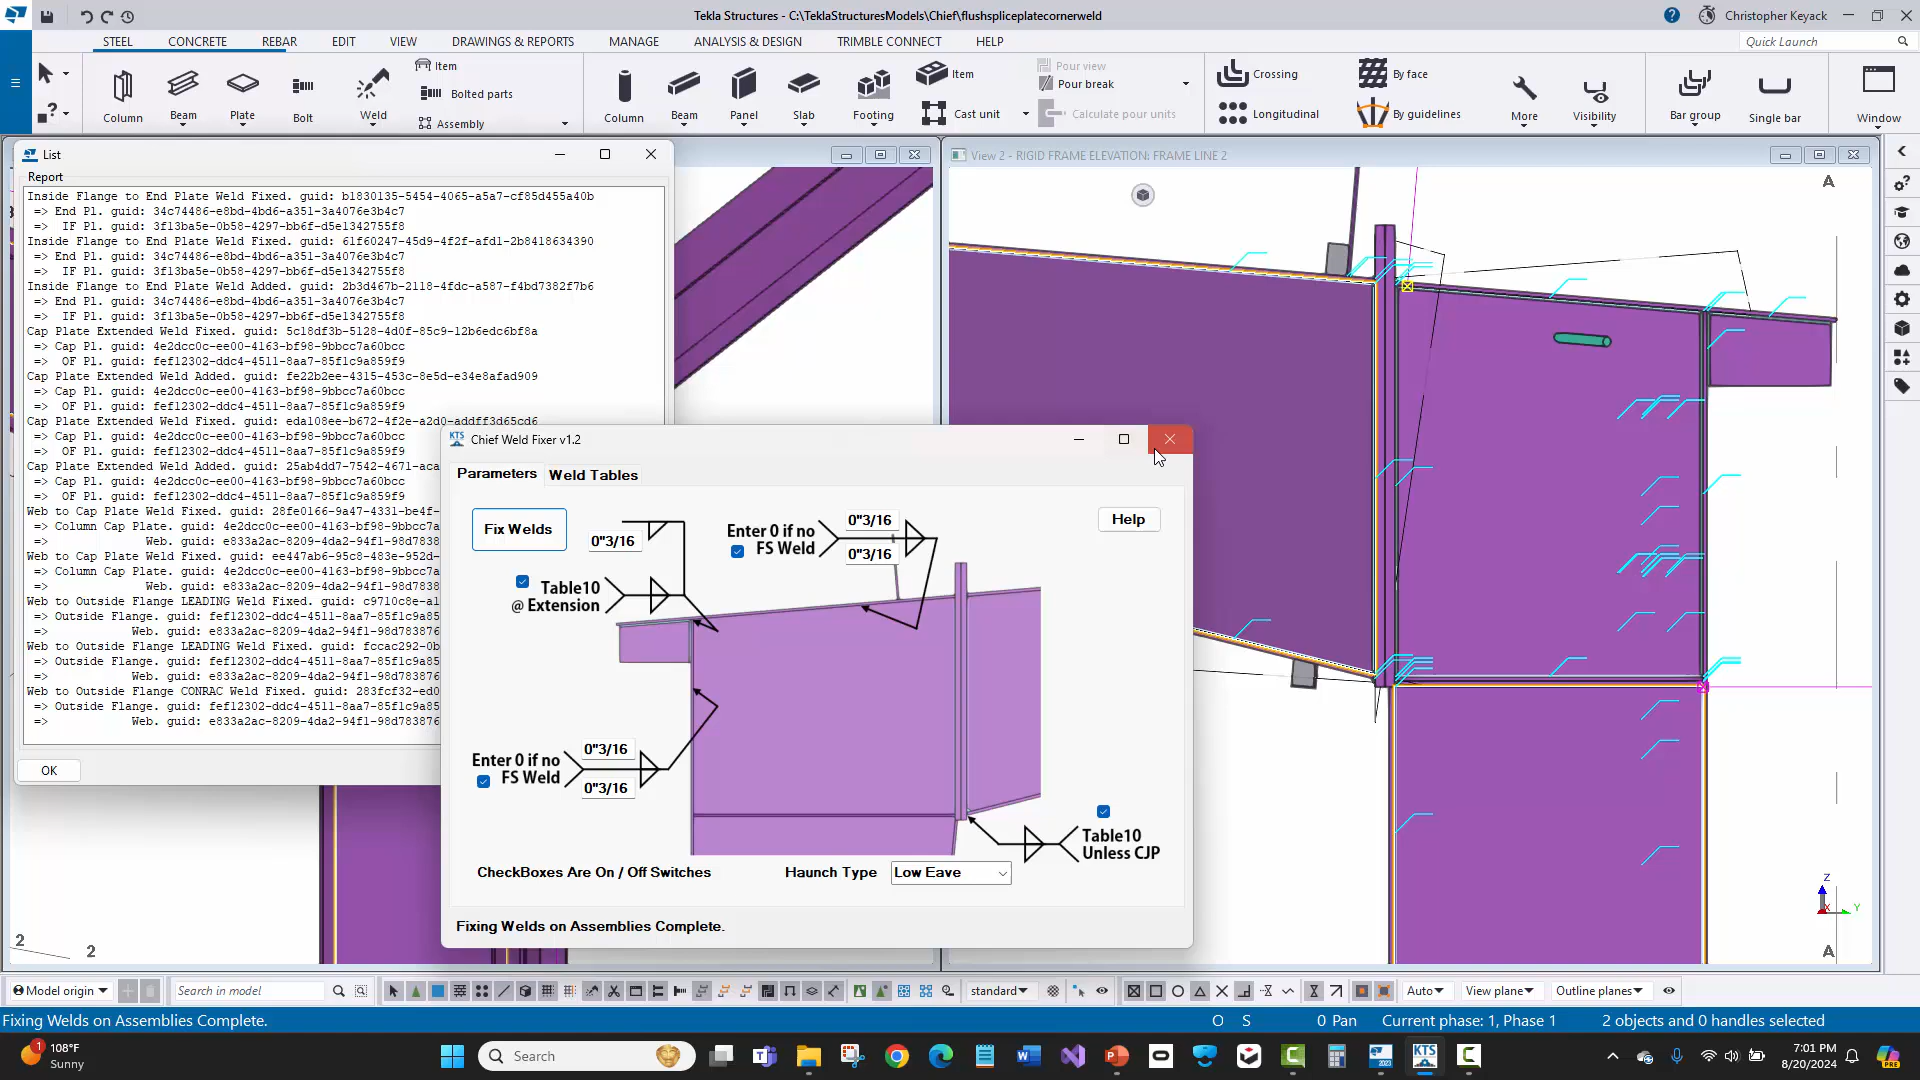 Tekla Structures - C:\TeklaStructuresModels\Chief\flushspliceplatecornerweld
Christopher Keyack
STEEL CONCRETE REBAR EDIT VIEW DRAWINGS & REPORTS MANAGE ANALYSIS & DESIGN TRIMBLE CONNECT HELP
Quick Launch
Column Beam Plate Bolt Weld
Item
Bolted parts
Assembly
Column Beam Panel Slab Footing
Item
Cast unit
Pour view
Pour break
Calculate pour units
Crossing
Longitudinal
By face
By guidelines
More
Visibility
Bar group
Single bar
Window
List
Report
Inside Flange to End Plate Weld Fixed. guid: b1830135-5454-4065-a5a7-cf85d455a40b
=> End Pl. guid: 34c74486-e8bd-4bd6-a351-3a4076e3b4c7
=> IF Pl. guid: 3f13ba5e-0b58-4297-bb6f-d5e1342755f8
Inside Flange to End Plate Weld Fixed. guid: 61f60247-45d9-4f2f-afd1-2b8418634390
=> End Pl. guid: 34c74486-e8bd-4bd6-a351-3a4076e3b4c7
=> IF Pl. guid: 3f13ba5e-0b58-4297-bb6f-d5e1342755f8
Inside Flange to End Plate Weld Added. guid: 2b3d467b-2118-4fdc-a587-f4bd7382f7b6
=> End Pl. guid: 34c74486-e8bd-4bd6-a351-3a4076e3b4c7
=> IF Pl. guid: 3f13ba5e-0b58-4297-bb6f-d5e1342755f8
Cap Plate Extended Weld Fixed. guid: 5c18df3b-5128-4d0f-85c9-12b6edc6bf8a
=> Cap Pl. guid: 4e2dcc0c-ee00-4163-bf98-9bbcc7a60bcc
=> OF Pl. guid: fef12302-ddc4-4511-8aa7-85f1c9a859f9
Cap Plate Extended Weld Added. guid: fe22b2ee-4315-453c-8e5d-e34e8afad909
=> Cap Pl. guid: 4e2dcc0c-ee00-4163-bf98-9bbcc7a60bcc
=> OF Pl. guid: fef12302-ddc4-4511-8aa7-85f1c9a859f9
Cap Plate Extended Weld Fixed. guid: eda108ee-b672-4f2e-a2d0-addff3d65cd6
=> Cap Pl. guid: 4e2dcc0c-ee00-4163-bf98-9bbcc7a60bcc
=> OF Pl. guid: fef12302-ddc4-4511-8aa7-85f1c9a859f9
Cap Plate Extended Weld Added. guid: 25ab4dd7-7542-4671-aca
=> Cap Pl. guid: 4e2dcc0c-ee00-4163-bf98-9bbcc7a
=> OF Pl. guid: fef12302-ddc4-4511-8aa7-85f1c9a
Web to Cap Plate Weld Fixed. guid: 28fe0166-9a47-4331-be4f-
=> Column Cap Plate. guid: 4e2dcc0c-ee00-4163-bf98-9bbcc7a
=> Web. guid: e833a2ac-8209-4da2-94f1-98d7838
Web to Cap Plate Weld Fixed. guid: ee447ab6-95c8-483e-952d-
=> Column Cap Plate. guid: 4e2dcc0c-ee00-4163-bf98-9bbcc7a
=> Web. guid: e833a2ac-8209-4da2-94f1-98d7838
Web to Outside Flange LEADING Weld Fixed. guid: c9710c8e-a1
=> Outside Flange. guid: fef12302-ddc4-4511-8aa7-85f1c9a85
=> Web. guid: e833a2ac-8209-4da2-94f1-98d783876
Web to Outside Flange LEADING Weld Fixed. guid: fccac292-0b
=> Outside Flange. guid: fef12302-ddc4-4511-8aa7-85f1c9a85
=> Web. guid: e833a2ac-8209-4da2-94f1-98d783876
Web to Outside Flange CONRAC Weld Fixed. guid: 283fcf32-ed0
=> Outside Flange. guid: fef12302-ddc4-4511-8aa7-85f1c9a85
=> Web. guid: e833a2ac-8209-4da2-94f1-98d783876
OK
View 2 - RIGID FRAME ELEVATION: FRAME LINE 2
A
A
Z
X
Y
2
2
KTS
Chief Weld Fixer v1.2
Parameters Weld Tables
Fix Welds
0"3/16
Enter 0 if no
FS Weld
0"3/16
0"3/16
Help
Table10
@ Extension
Enter 0 if no
FS Weld
0"3/16
0"3/16
Table10
Unless CJP
CheckBoxes Are On / Off Switches
Haunch Type
Low Eave
Fixing Welds on Assemblies Complete.
Model origin
Search in model
standard
Auto
View plane
Outline planes
Fixing Welds on Assemblies Complete.
O S 0 Pan Current phase: 1, Phase 1 2 objects and 0 handles selected
1
108°F
Sunny
Search
KTS
7:01 PM
8/20/2024